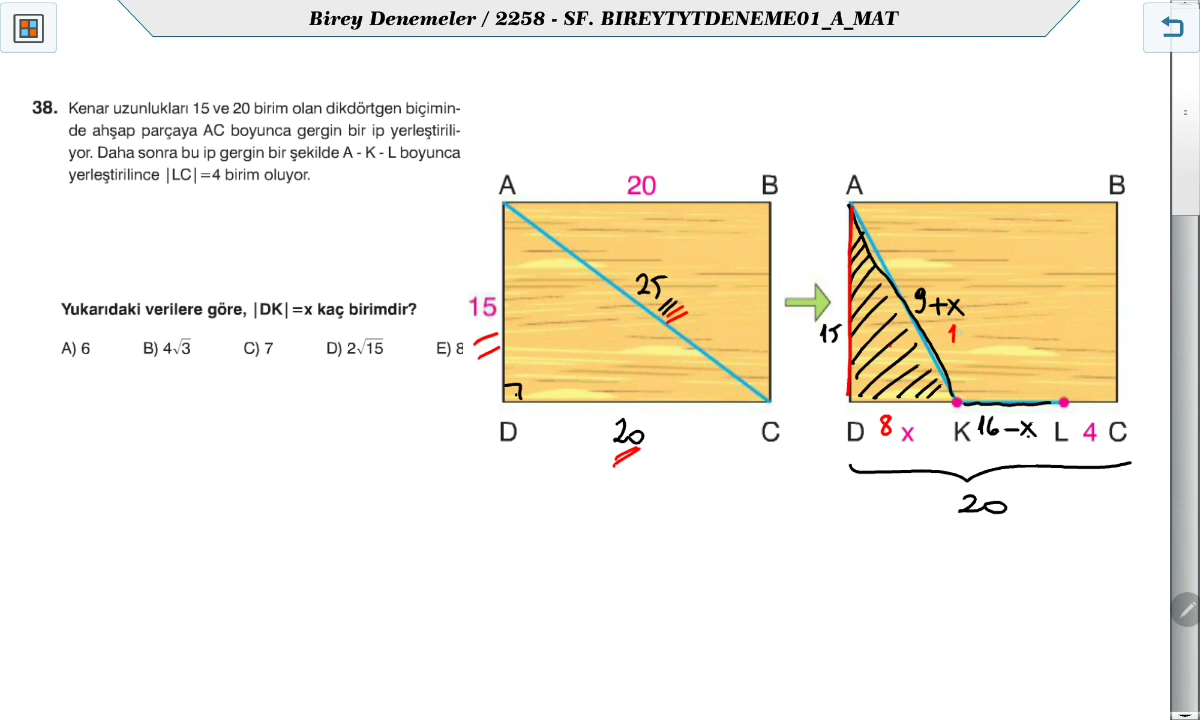 Birey Denemeler / 2258 - SF. BIREYTYTDENEME01_A_MAT
38. Kenar uzunlukları 15 ve 20 birim olan dikdörtgen biçimin-
de ahşap parçaya AC boyunca gergin bir ip yerleştirili-
yor. Daha sonra bu ip gergin bir şekilde A - K - L boyunca
yerleştirilince |LC|=4 birim oluyor.
Yukarıdaki verilere göre, |DK|=x kaç birimdir?
A) 6 B) 4√3 C) 7 D) 2√15 E) 8
A 20 B
15
25
D 20 C
A B
15
9+x
1
D 8 x K 16-x L 4 C
20